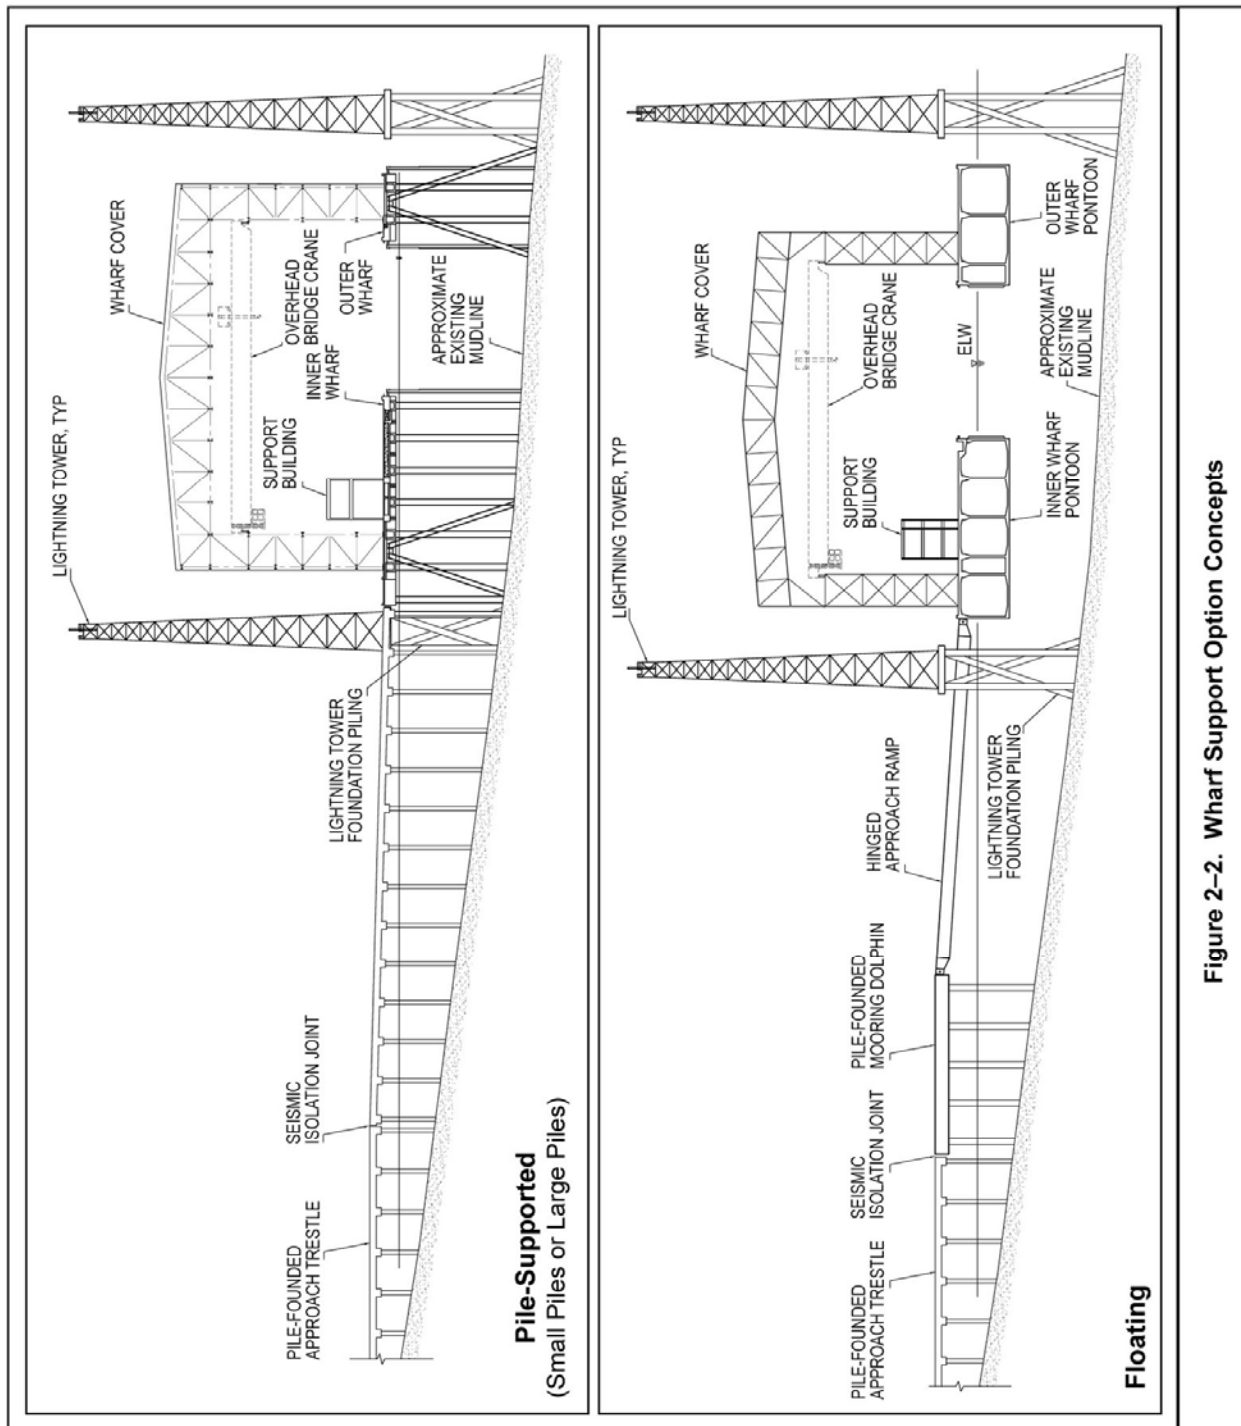 LIGHTNING TOWER, TYP
WHARF COVER
SUPPORT
BUILDING
OVERHEAD
BRIDGE CRANE
INNER
WHARF
OUTER
WHARF
APPROXIMATE
EXISTING
MUDLINE
LIGHTNING TOWER
FOUNDATION PILING
SEISMIC
ISOLATION JOINT
PILE-FOUNDED
APPROACH TRESTLE
Pile-Supported
(Small Piles or Large Piles)
LIGHTNING TOWER, TYP
WHARF COVER
SUPPORT
BUILDING
OVERHEAD
BRIDGE CRANE
ELW
OUTER
WHARF
PONTOON
INNER WHARF
PONTOON
APPROXIMATE
EXISTING
MUDLINE
HINGED
APPROACH RAMP
LIGHTNING TOWER
FOUNDATION PILING
PILE-FOUNDED
MOORING DOLPHIN
SEISMIC
ISOLATION JOINT
PILE-FOUNDED
APPROACH TRESTLE
Floating
Figure 2–2. Wharf Support Option Concepts